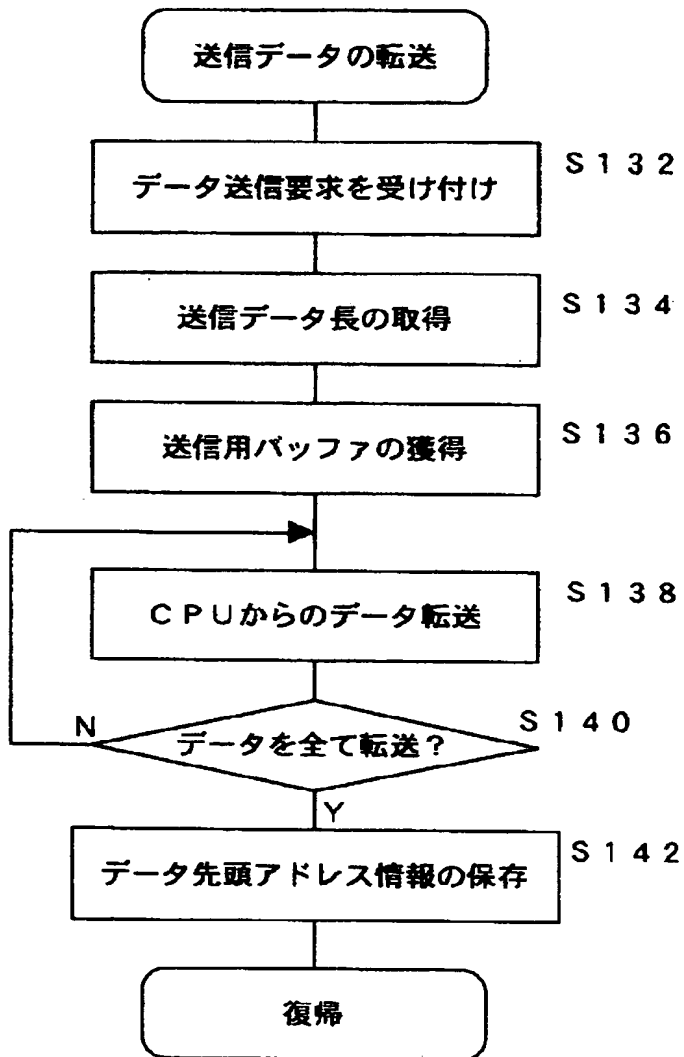 送信データの転送
データ送信要求を受け付け
S132
送信データ長の取得
S134
送信用バッファの獲得
S136
CPUからのデータ転送
S138
データを全て転送?
S140
N
Y
データ先頭アドレス情報の保存
S142
復帰